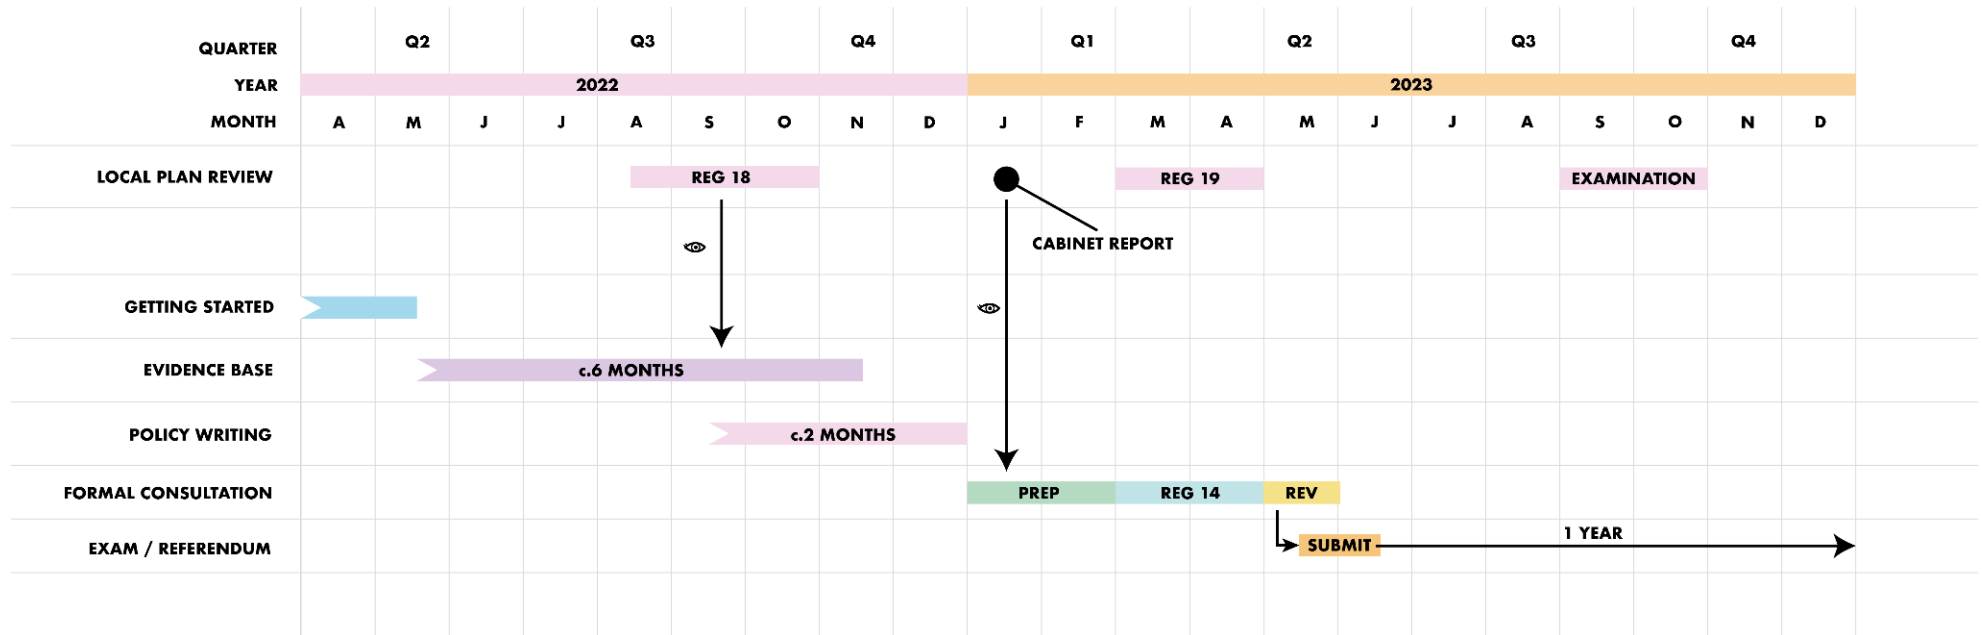 QUARTER Q2 Q3 Q4 Q1 Q2 Q3 Q4
YEAR 2022 2023
MONTH A M J J A S O N D J F M A M J J A S O N D
LOCAL PLAN REVIEW REG 18 REG 19 EXAMINATION
CABINET REPORT
GETTING STARTED
EVIDENCE BASE c.6 MONTHS
POLICY WRITING c.2 MONTHS
FORMAL CONSULTATION PREP REG 14 REV
EXAM / REFERENDUM SUBMIT 1 YEAR